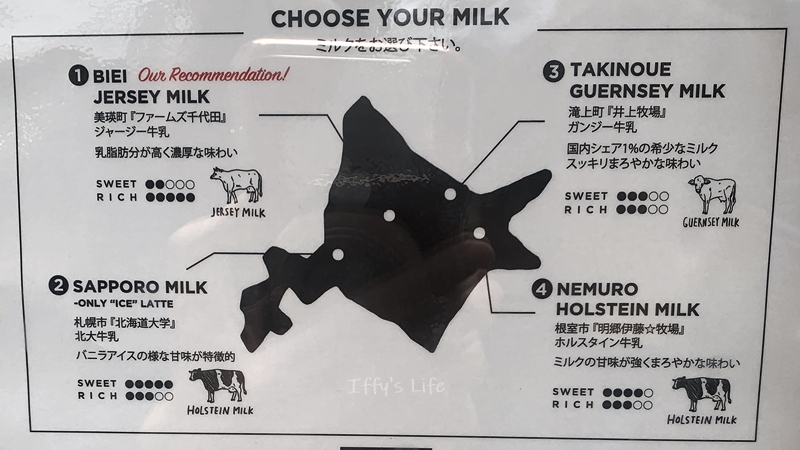 CHOOSE YOUR MILK
ミルクをお選び下さい。
1 BIEI Our Recommendation!
JERSEY MILK
美瑛町『ファームズ千代田』
ジャージー牛乳
乳脂肪分が高く濃厚な味わい
SWEET ●●○○○
RICH ●●●●●
JERSEY MILK
2 SAPPORO MILK
-ONLY "ICE" LATTE
札幌市『北海道大学』
北大牛乳
バニラアイスの様な甘味が特徴的
SWEET ●●●●●
RICH ●●●○○
HOLSTEIN MILK
3 TAKINOUE
GUERNSEY MILK
滝上町『井上牧場』
ガンジー牛乳
国内シェア1%の希少なミルク
スッキリまろやかな味わい
SWEET ●●●○○
RICH ●●●○○
GUERNSEY MILK
4 NEMURO
HOLSTEIN MILK
根室市『明郷伊藤☆牧場』
ホルスタイン牛乳
ミルクの甘味が強くまろやかな味わい
SWEET ●●●●○
RICH ●●●○○
HOLSTEIN MILK
Iffy's Life